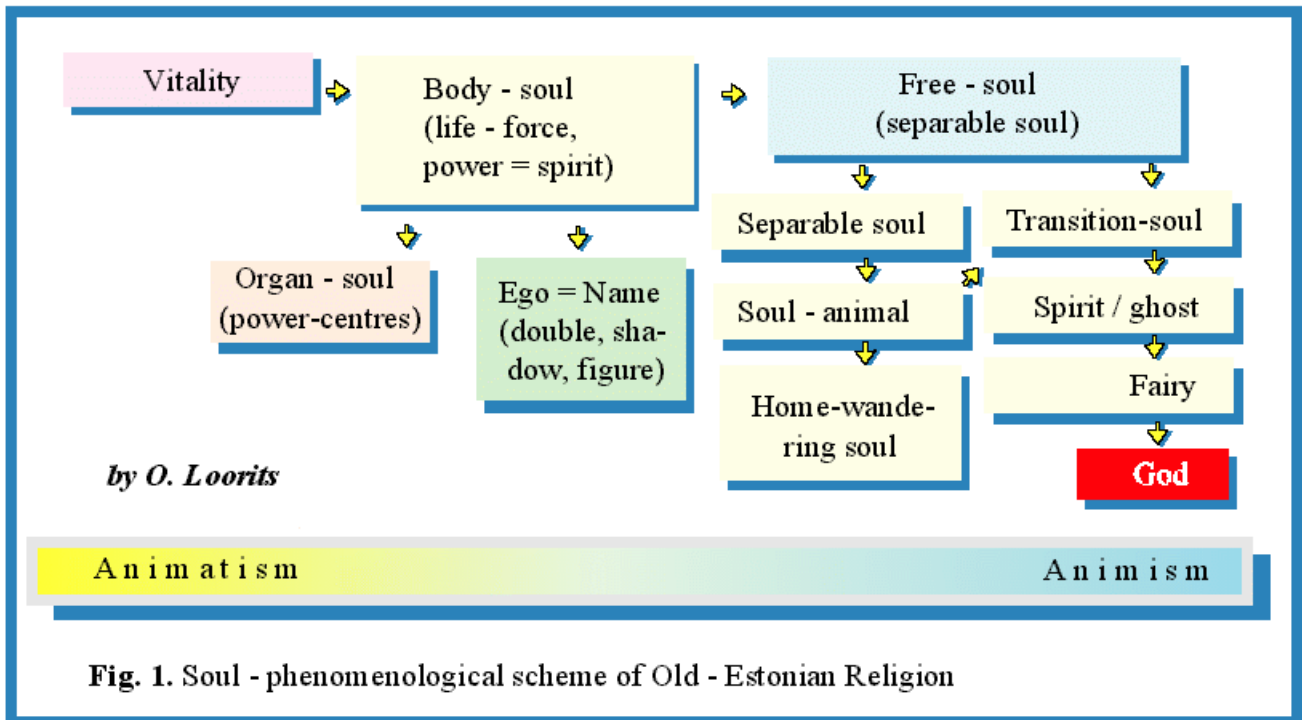 Vitality
Body - soul
(life - force,
power = spirit)
Free - soul
(separable soul)
Organ - soul
(power-centres)
Ego = Name
(double, sha-
dow, figure)
Separable soul
Soul - animal
Home-wande-
ring soul
Transition-soul
Spirit / ghost
Fairy
God
by O. Loorits
Animatism
Animism
Fig. 1. Soul - phenomenological scheme of Old - Estonian Religion